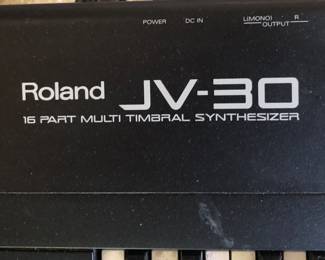 POWER DC IN L(MONO) R
OUTPUT
Roland JV-30
16 PART MULTI TIMBRAL SYNTHESIZER